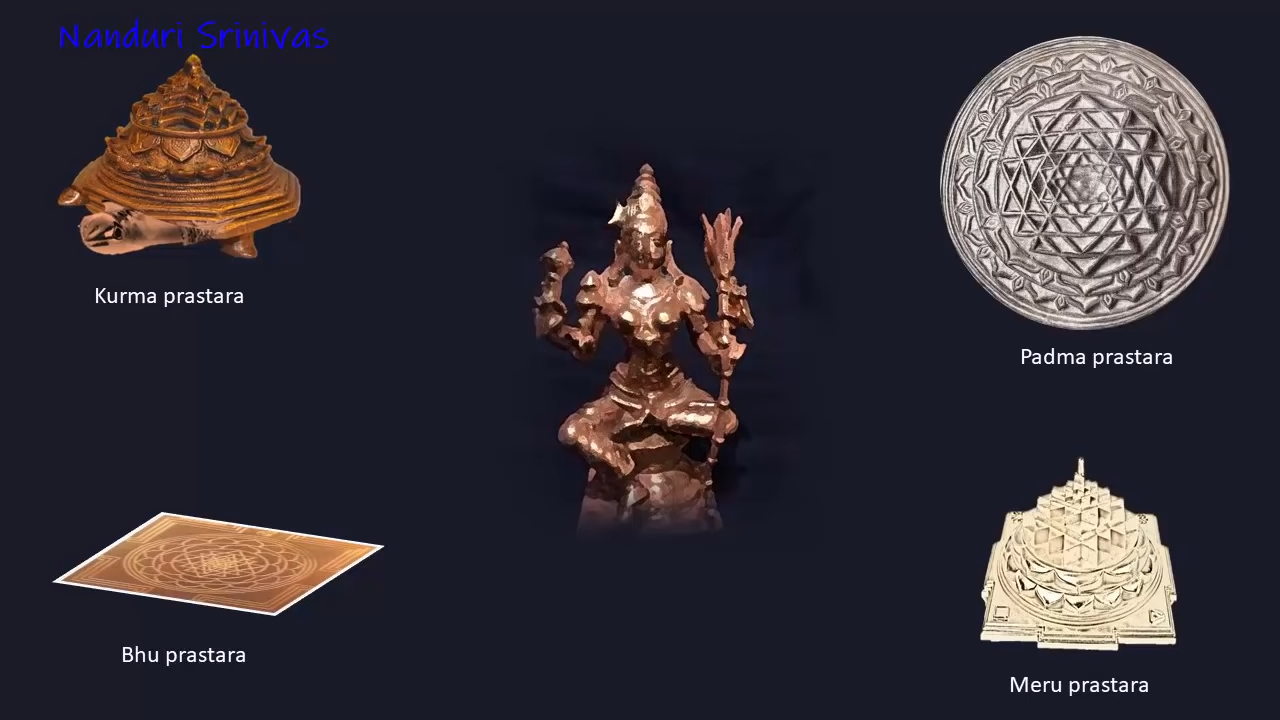 Nanduri Srinivas
Kurma prastara
Padma prastara
Bhu prastara
Meru prastara